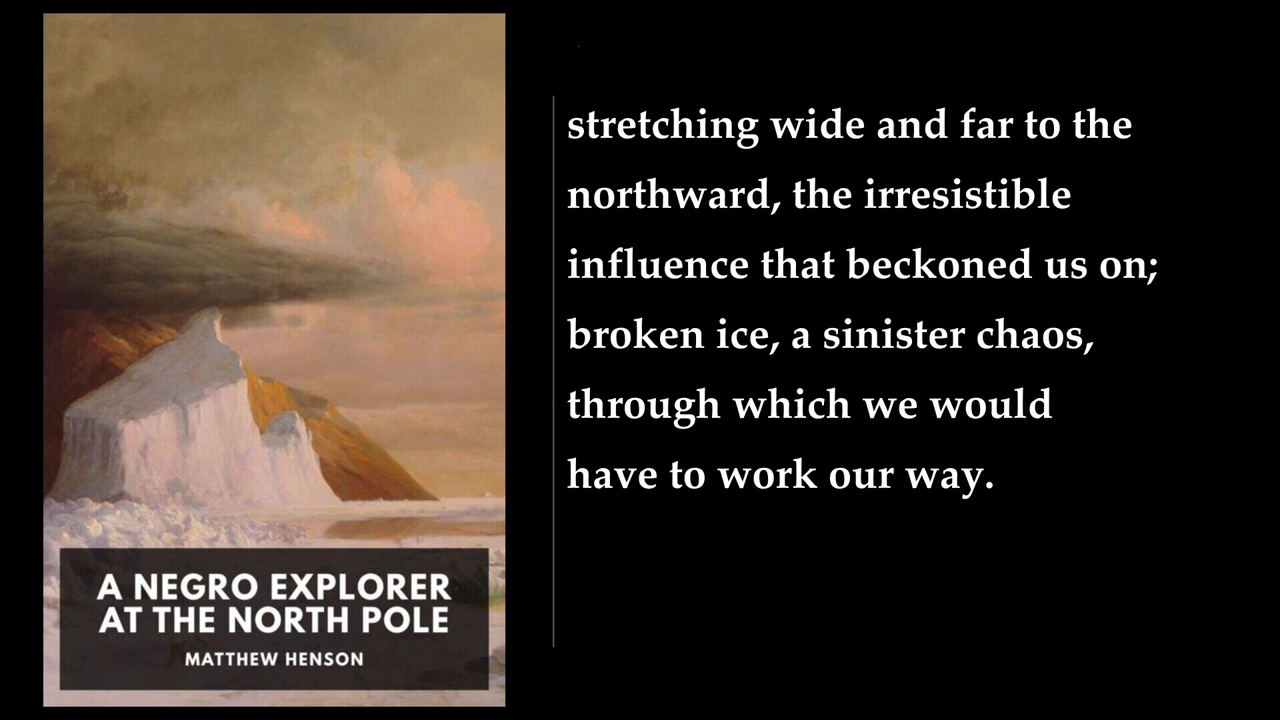 stretching wide and far to the
northward, the irresistible
influence that beckoned us on;
broken ice, a sinister chaos,
through which we would
have to work our way.
A NEGRO EXPLORER
AT THE NORTH POLE
MATTHEW HENSON